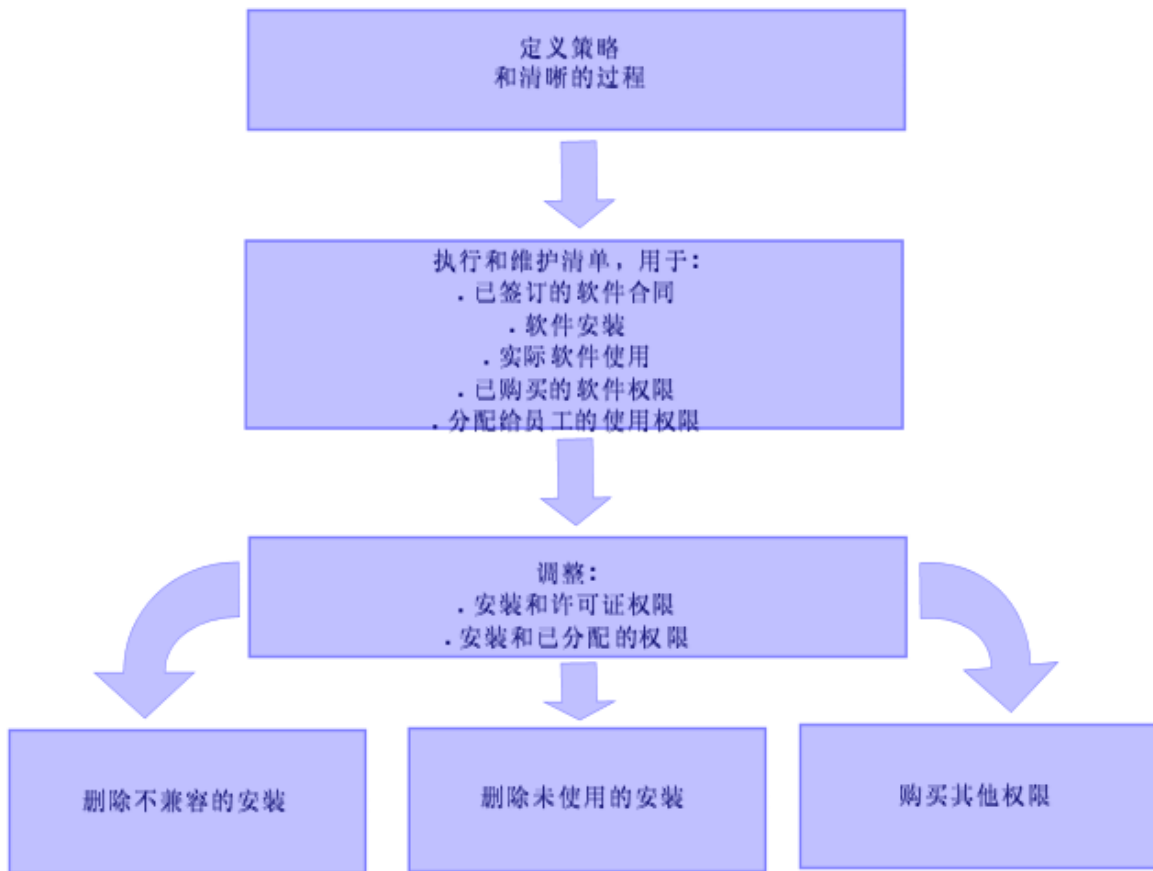 定义策略
和清晰的过程
执行和维护清单，用于：
.已签订的软件合同
.软件安装
.实际软件使用
.已购买的软件权限
.分配给员工的使用权限
调整：
.安装和许可证权限
.安装和已分配的权限
删除不兼容的安装
删除未使用的安装
购买其他权限